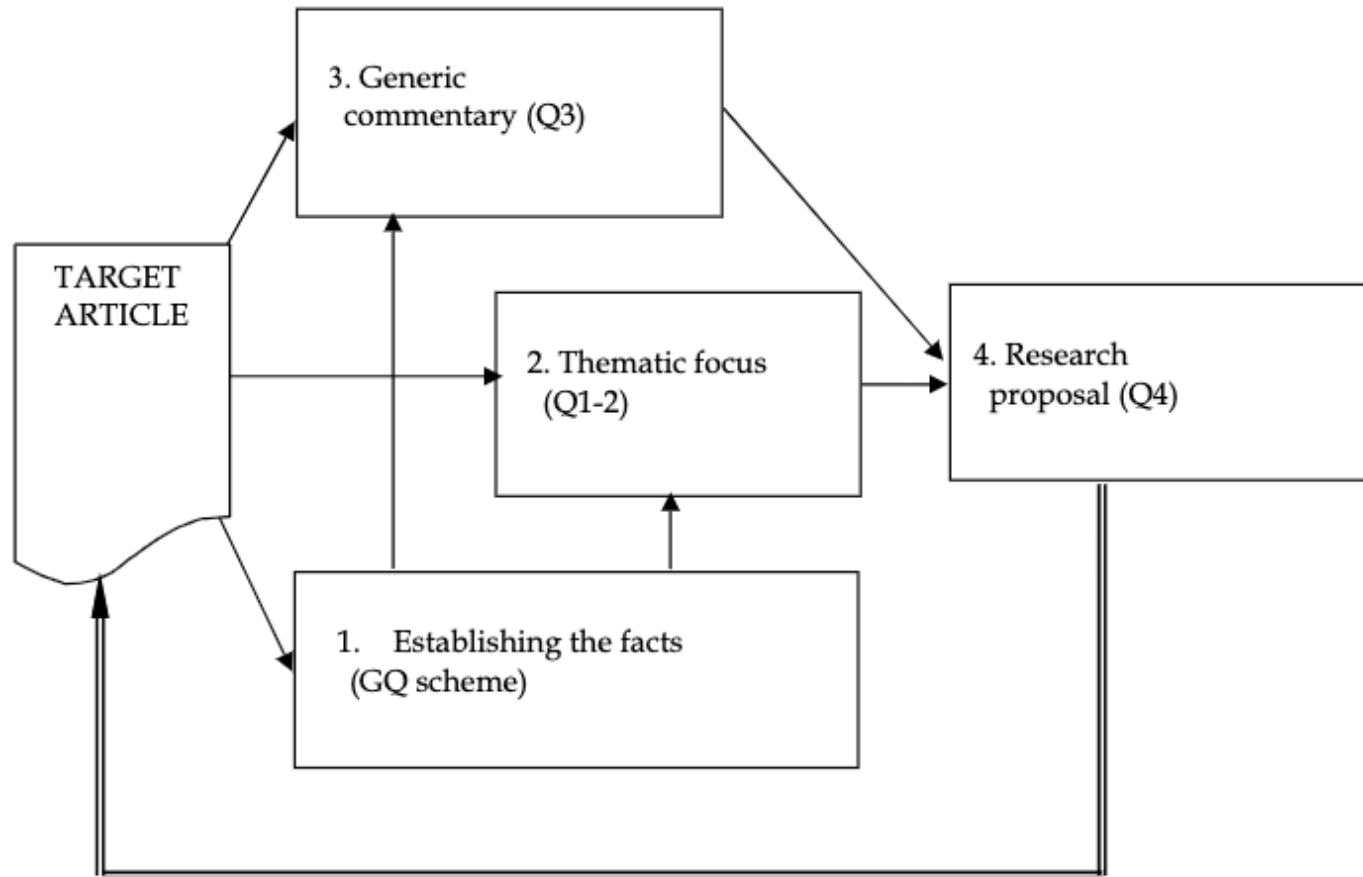 3. Generic
commentary (Q3)
TARGET
ARTICLE
2. Thematic focus
(Q1-2)
4. Research
proposal (Q4)
1. Establishing the facts
(GQ scheme)